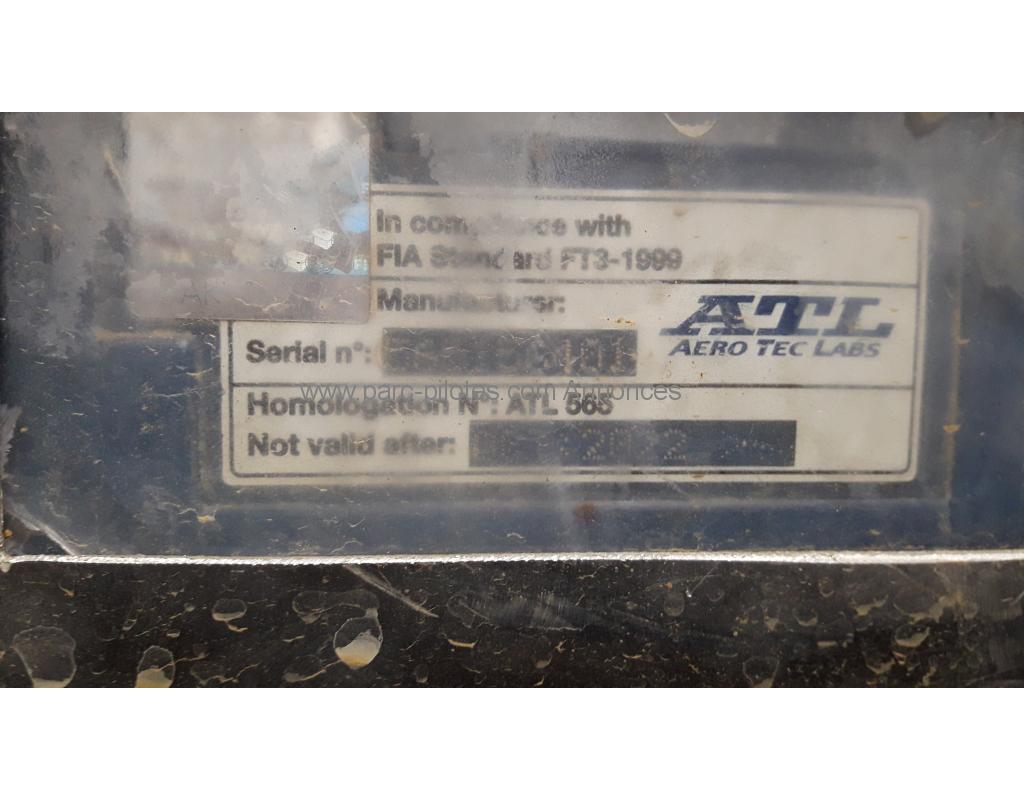 In compliance with
FIA Standard FT3-1999
Manufacturer:
ATL
AERO TEC LABS
Serial n°:
www.parc-pilotes.com Annonces
Homologation N°: ATL 565
Not valid after: